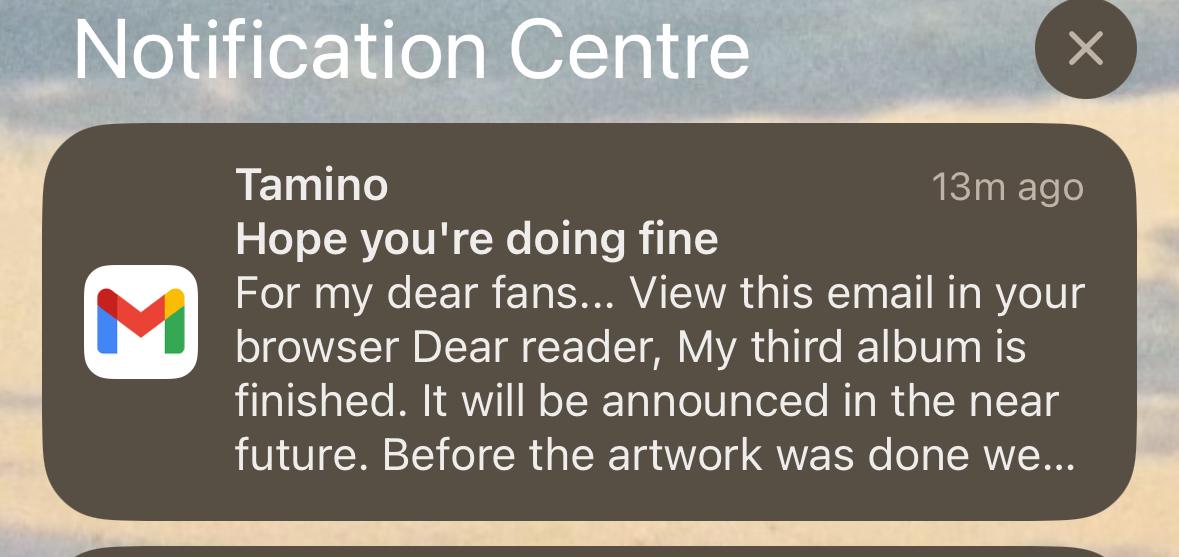 Notification Centre
Tamino
13m ago
Hope you're doing fine
For my dear fans... View this email in your
browser Dear reader, My third album is
finished. It will be announced in the near
future. Before the artwork was done we...